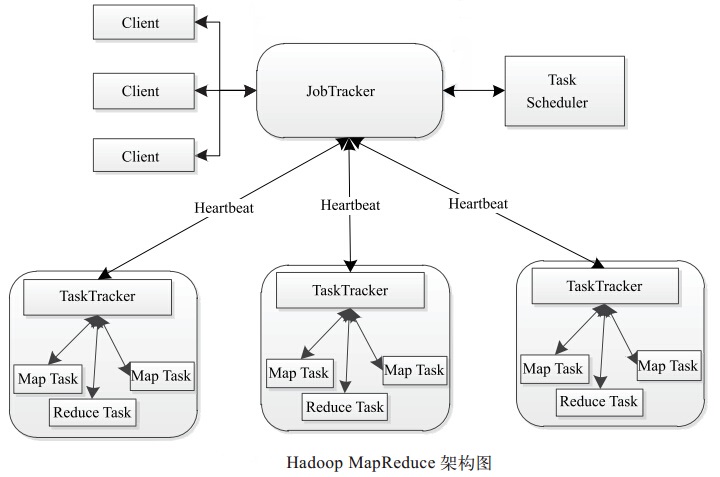 Client
Client
Client
JobTracker
Task
Scheduler
Heartbeat
Heartbeat
Heartbeat
TaskTracker
Map Task
Map Task
Reduce Task
TaskTracker
Map Task
Map Task
Reduce Task
TaskTracker
Map Task
Map Task
Reduce Task
Hadoop MapReduce 架构图